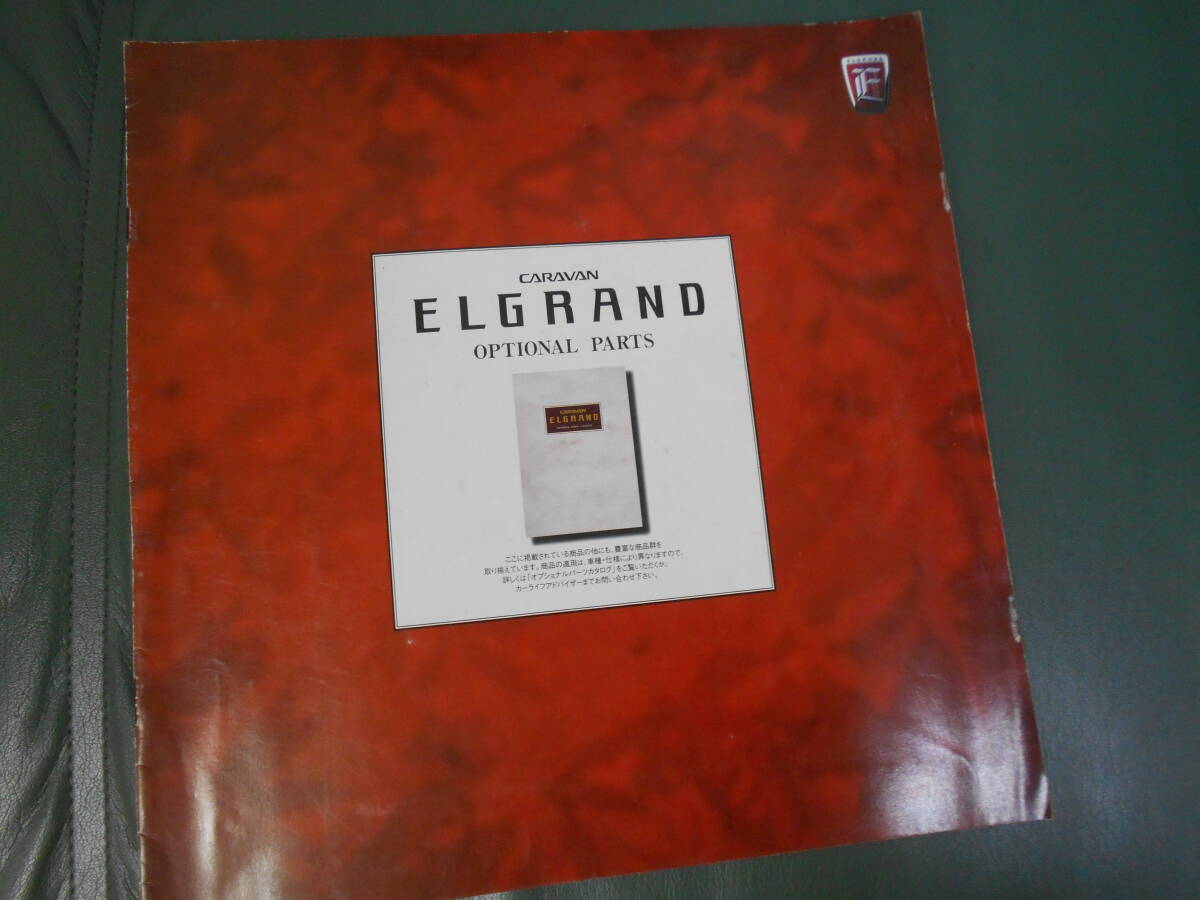 CARAVAN
ELGRAND
OPTIONAL PARTS
CARAVAN
ELGRAND
ここに掲載されている商品の他にも、豊富な商品群を
取り揃えています。商品の適用は、車種・仕様により異なりますので、
詳しくは「オプショナルパーツカタログ」をご覧いただくか、
カーライフアドバイザーまでお問い合わせ下さい。